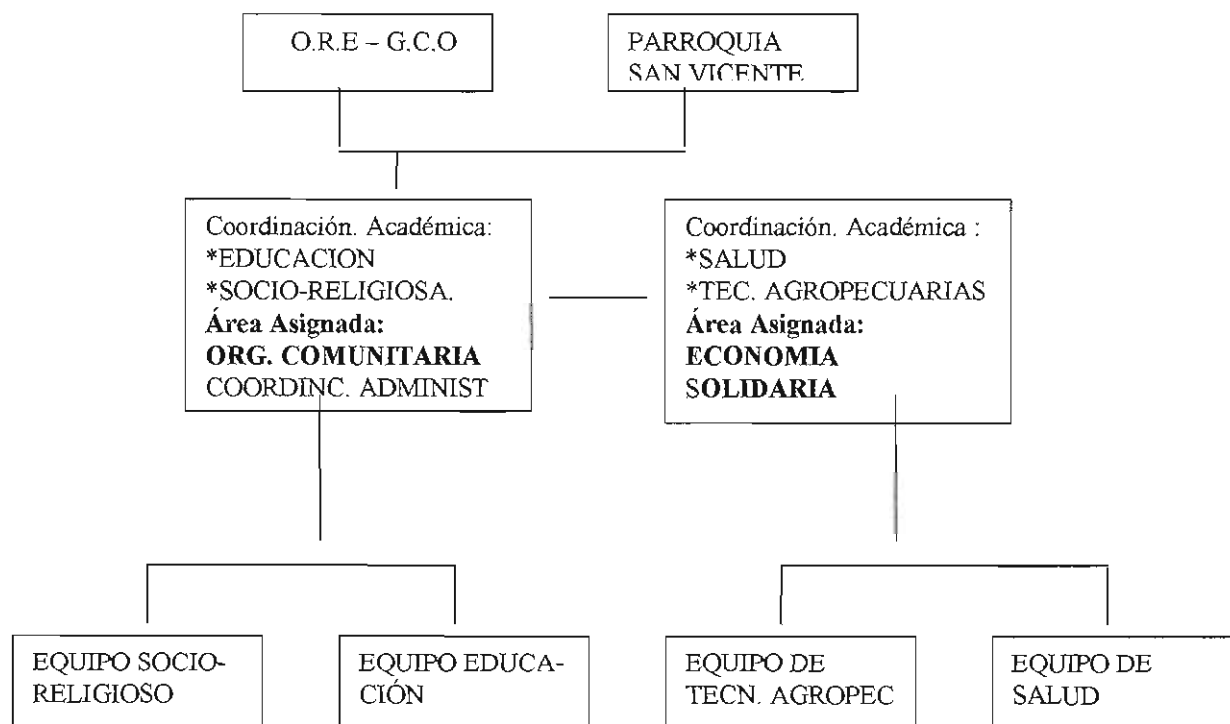 O.R.E – G.C.O
PARROQUIA
SAN VICENTE
Coordinación. Académica:
*EDUCACION
*SOCIO-RELIGIOSA.
Área Asignada:
ORG. COMUNITARIA
COORDINC. ADMINIST
Coordinación. Académica :
*SALUD
*TEC. AGROPECUARIAS
Área Asignada:
ECONOMIA
SOLIDARIA
EQUIPO SOCIO-
RELIGIOSO
EQUIPO EDUCA-
CIÓN
EQUIPO DE
TECN. AGROPEC
EQUIPO DE
SALUD